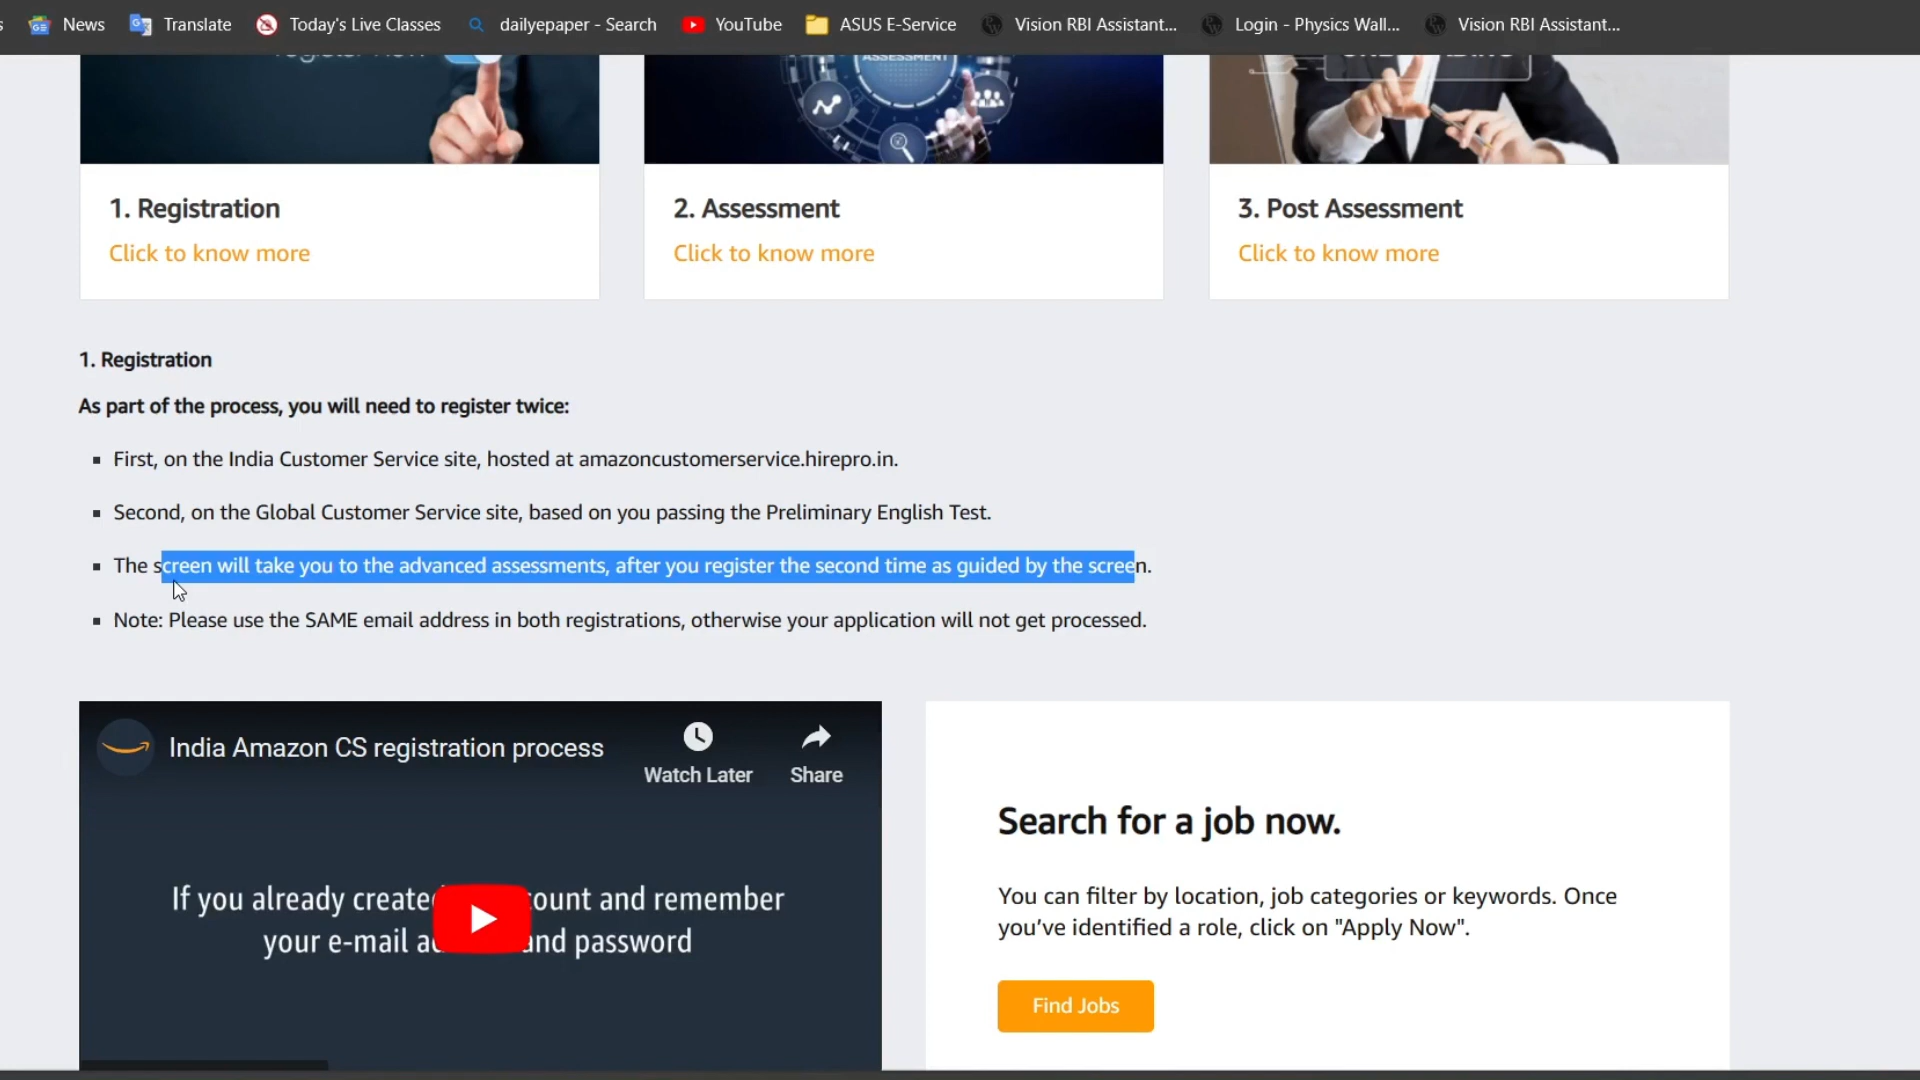 News
Translate
Today's Live Classes
dailyepaper - Search
YouTube
ASUS E-Service
Vision RBI Assistant...
Login - Physics Wall...
Vision RBI Assistant...
ASSESSMENT
1. Registration
Click to know more
2. Assessment
Click to know more
3. Post Assessment
Click to know more
1. Registration
As part of the process, you will need to register twice:
First, on the India Customer Service site, hosted at amazoncustomerservice.hirepro.in.
Second, on the Global Customer Service site, based on you passing the Preliminary English Test.
The screen will take you to the advanced assessments, after you register the second time as guided by the screen.
Note: Please use the SAME email address in both registrations, otherwise your application will not get processed.
India Amazon CS registration process
Watch Later
Share
If you already count and remember
your e-mail and password
Search for a job now.
You can filter by location, job categories or keywords. Once
you've identified a role, click on "Apply Now".
Find Jobs